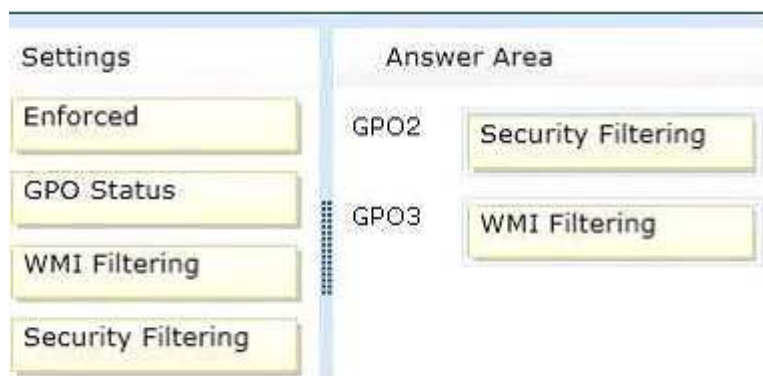 Settings
Enforced
GPO Status
WMI Filtering
Security Filtering
Answer Area
GPO2 Security Filtering
GPO3 WMI Filtering